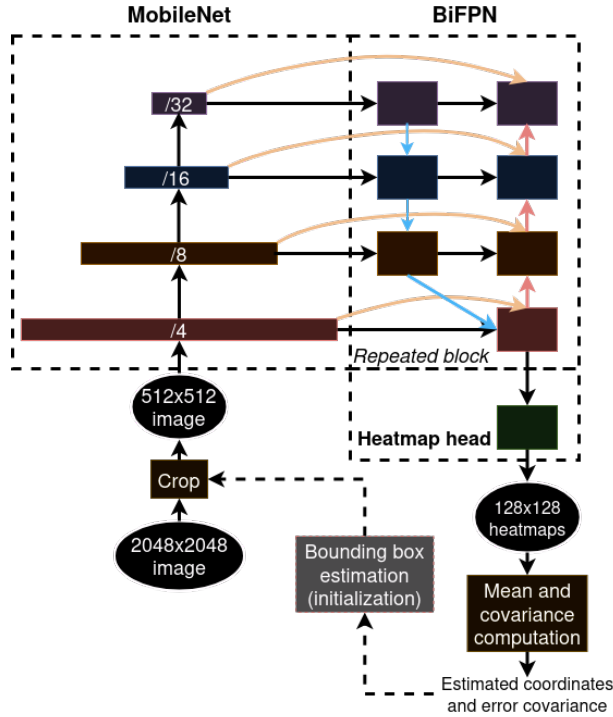 MobileNet
BiFPN
/32
/16
/8
/4
Repeated block
512x512
image
Heatmap head
Crop
128x128
heatmaps
2048x2048
image
Bounding box
estimation
(initialization)
Mean and
covariance
computation
Estimated coordinates
and error covariance